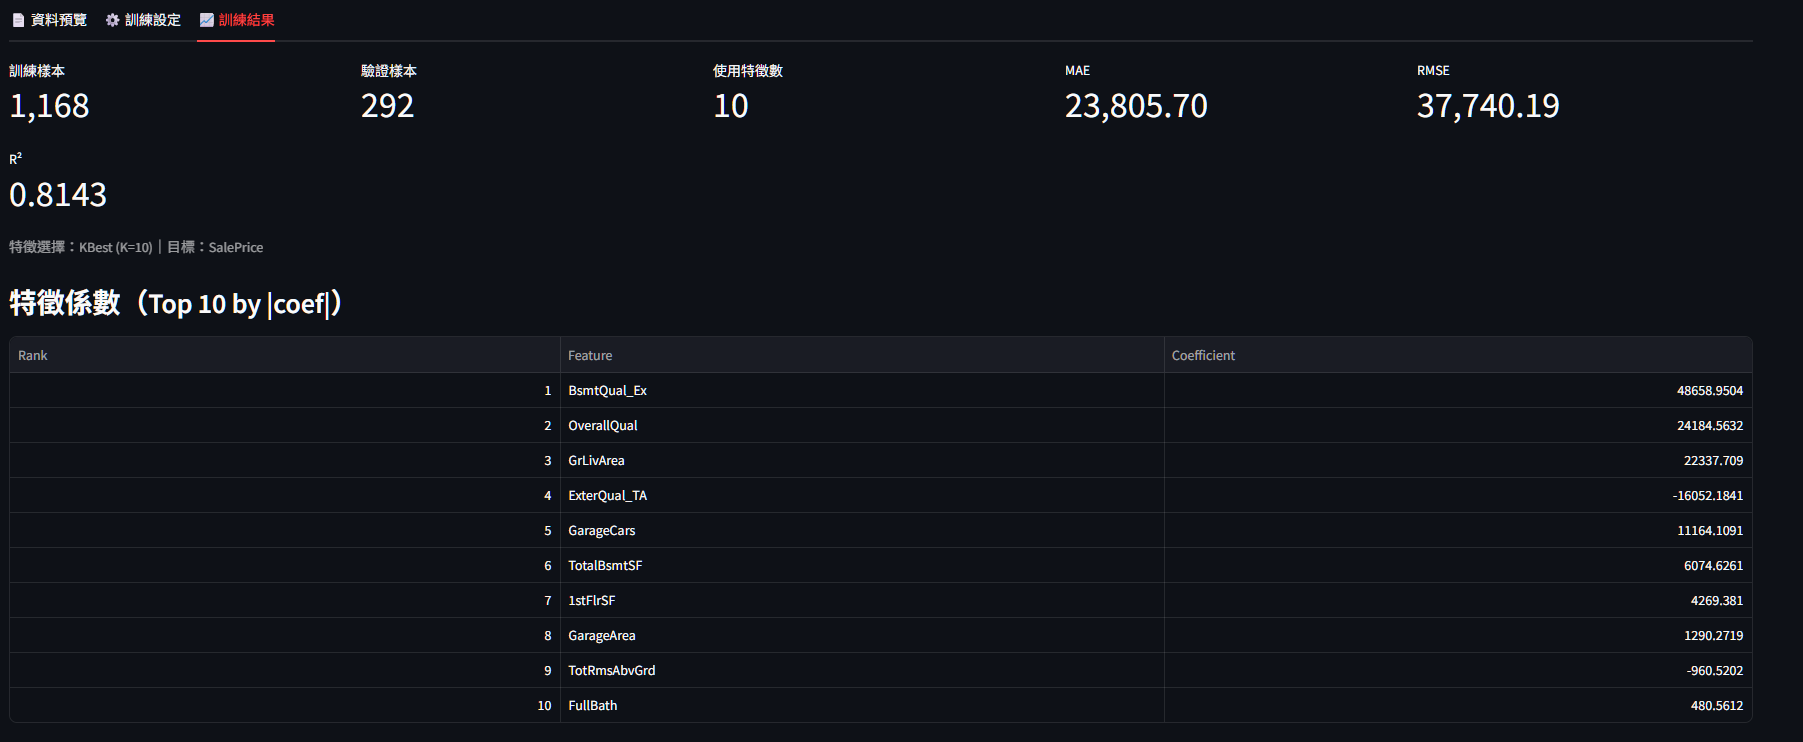 📄 資料預覽 ⚙️ 訓練設定 📈 訓練結果
訓練樣本 驗證樣本 使用特徵數 MAE RMSE
1,168 292 10 23,805.70 37,740.19
R²
0.8143
特徵選擇：KBest (K=10)｜目標：SalePrice
特徵係數（Top 10 by |coef|）
Rank Feature Coefficient
1 BsmtQual_Ex 48658.9504
2 OverallQual 24184.5632
3 GrLivArea 22337.709
4 ExterQual_TA -16052.1841
5 GarageCars 11164.1091
6 TotalBsmtSF 6074.6261
7 1stFlrSF 4269.381
8 GarageArea 1290.2719
9 TotRmsAbvGrd -960.5202
10 FullBath 480.5612